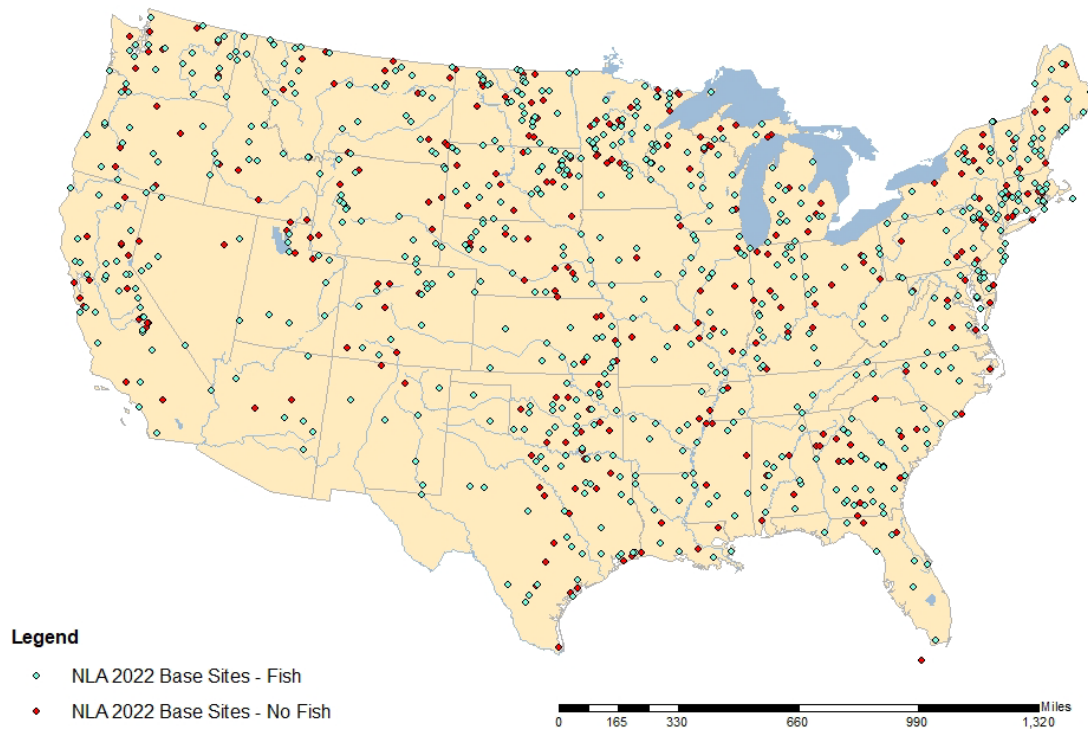 Legend
NLA 2022 Base Sites - Fish
NLA 2022 Base Sites - No Fish
Miles
0 165 330 660 990 1,320